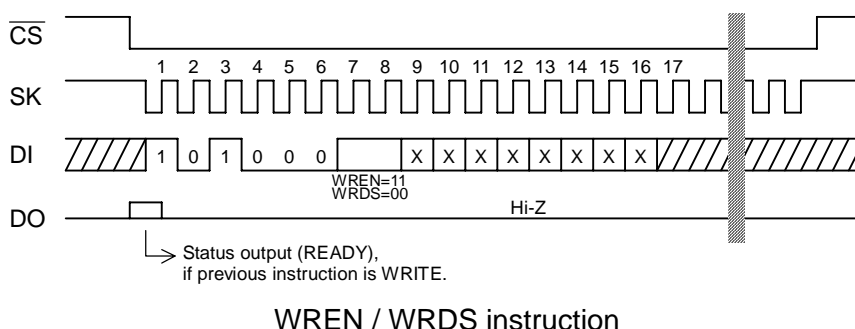 CS
1 2 3 4 5 6 7 8 9 10 11 12 13 14 15 16 17
SK
DI 1 0 1 0 0 0 X X X X X X X X
WREN=11
WRDS=00
DO Hi-Z
Status output (READY),
if previous instruction is WRITE.
WREN / WRDS instruction